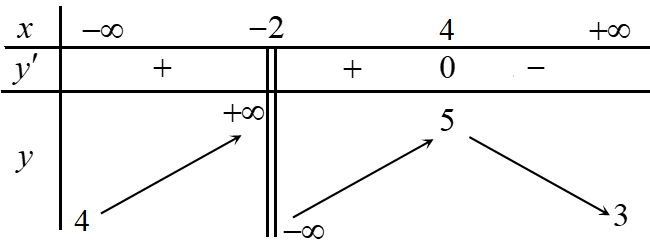 x −∞ −2 4 +∞
y′ + + 0 −
+∞ 5
y
4 −∞ 3